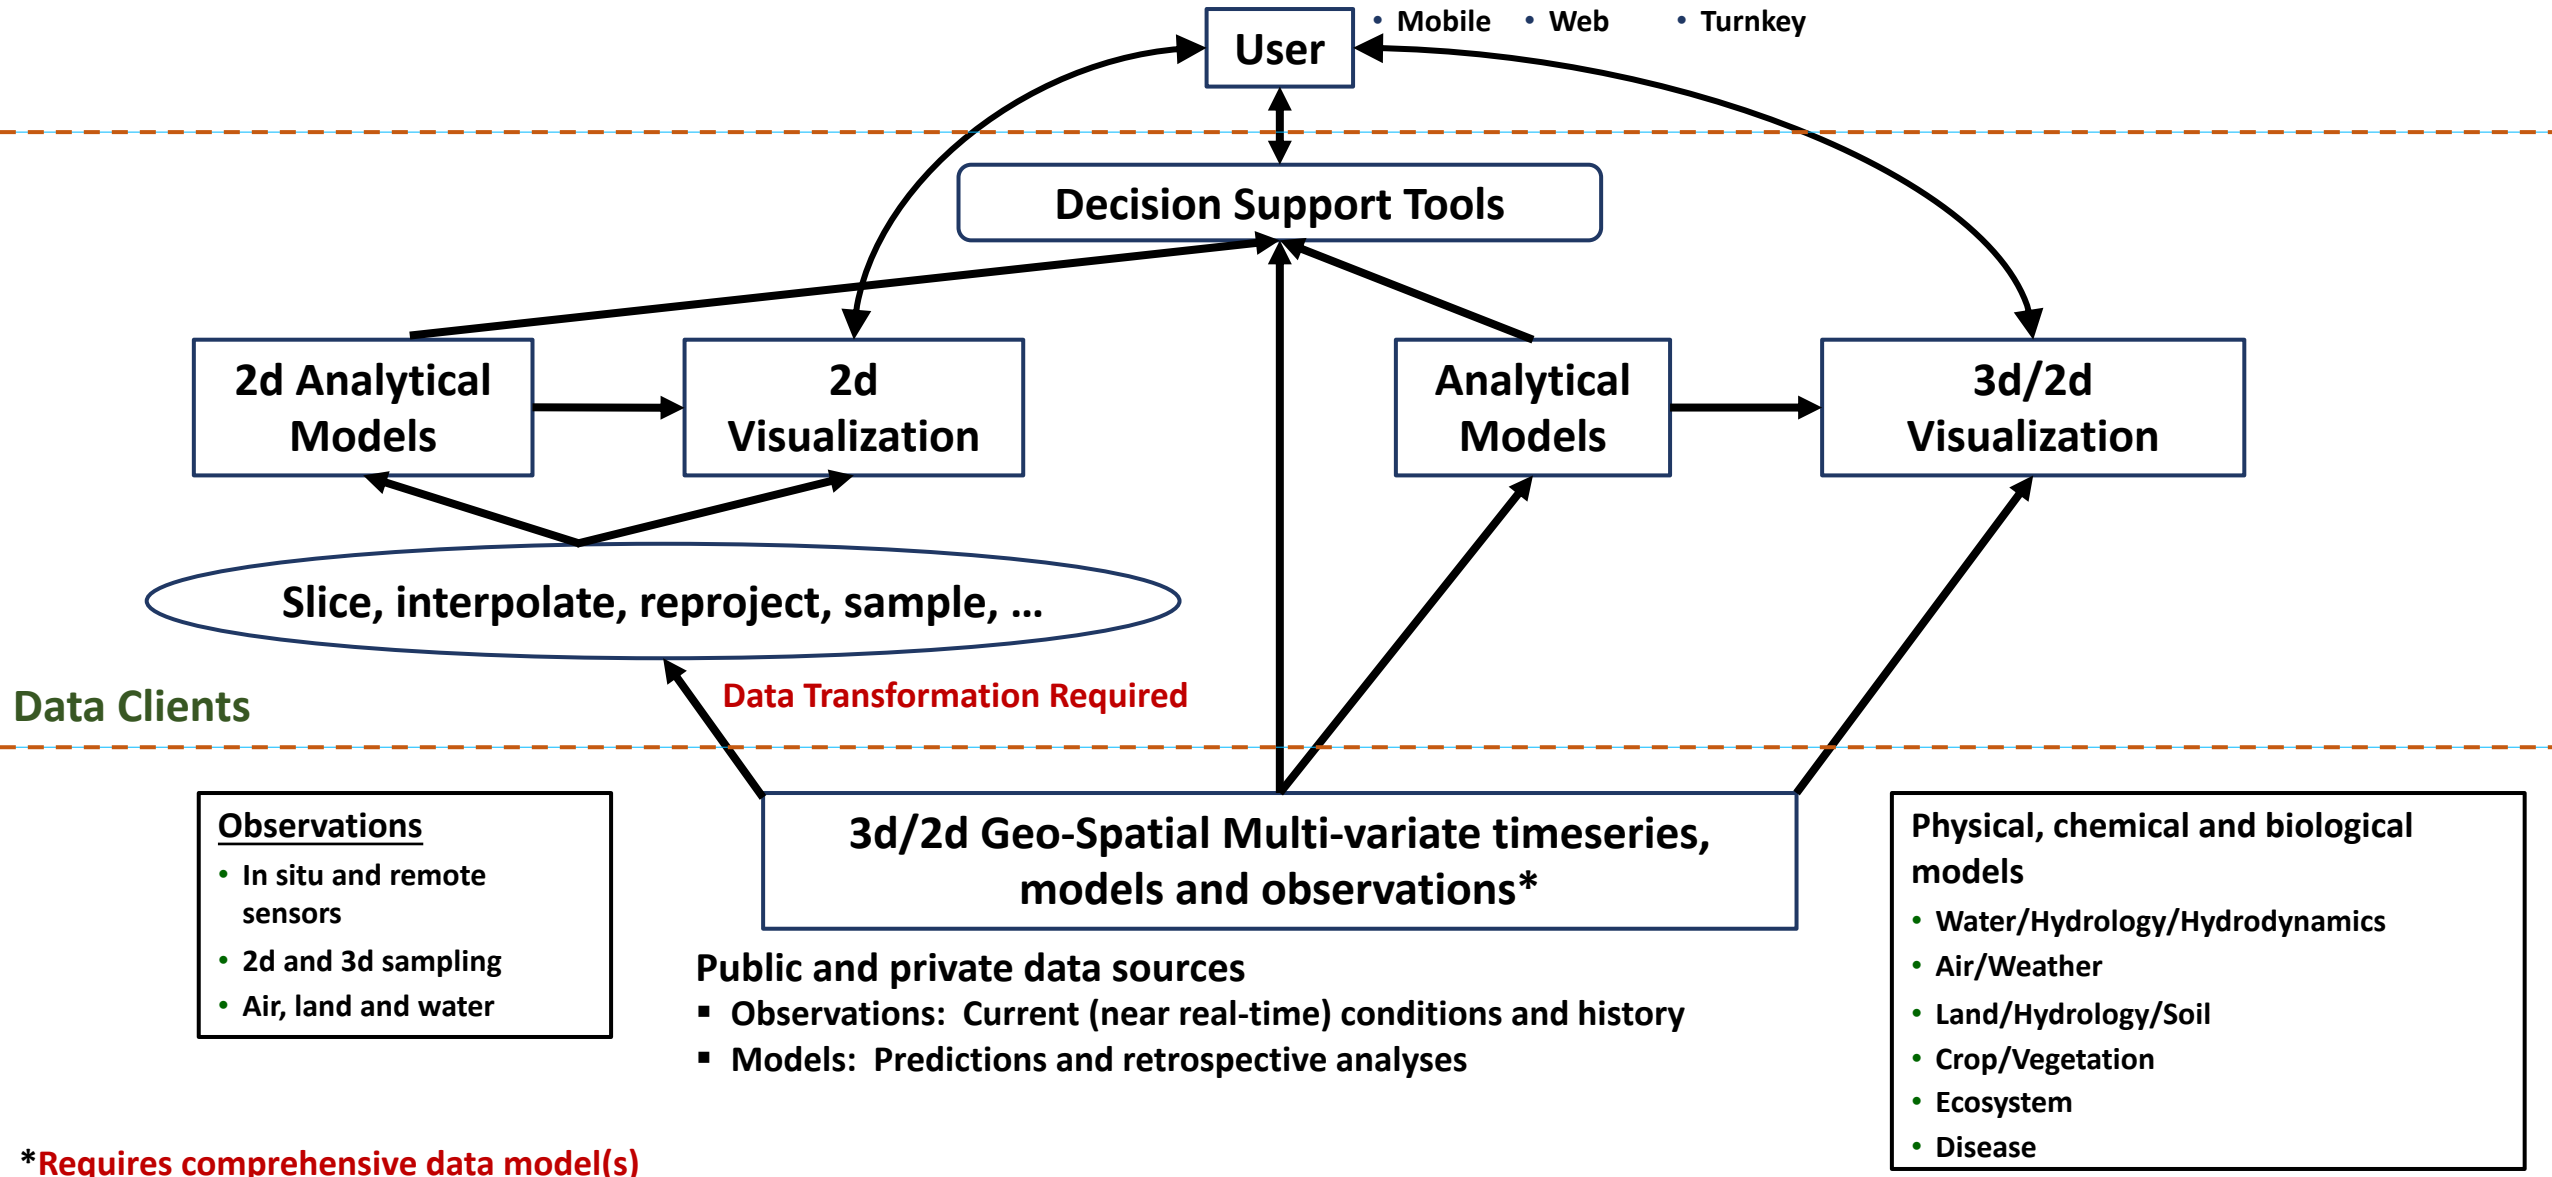 • Mobile • Web • Turnkey
User
Decision Support Tools
2d Analytical
Models
2d
Visualization
Analytical
Models
3d/2d
Visualization
Slice, interpolate, reproject, sample, ...
Data Transformation Required
Data Clients
Observations
• In situ and remote
sensors
• 2d and 3d sampling
• Air, land and water
3d/2d Geo-Spatial Multi-variate timeseries,
models and observations*
Public and private data sources
▪ Observations: Current (near real-time) conditions and history
▪ Models: Predictions and retrospective analyses
Physical, chemical and biological
models
• Water/Hydrology/Hydrodynamics
• Air/Weather
• Land/Hydrology/Soil
• Crop/Vegetation
• Ecosystem
• Disease
*Requires comprehensive data model(s)